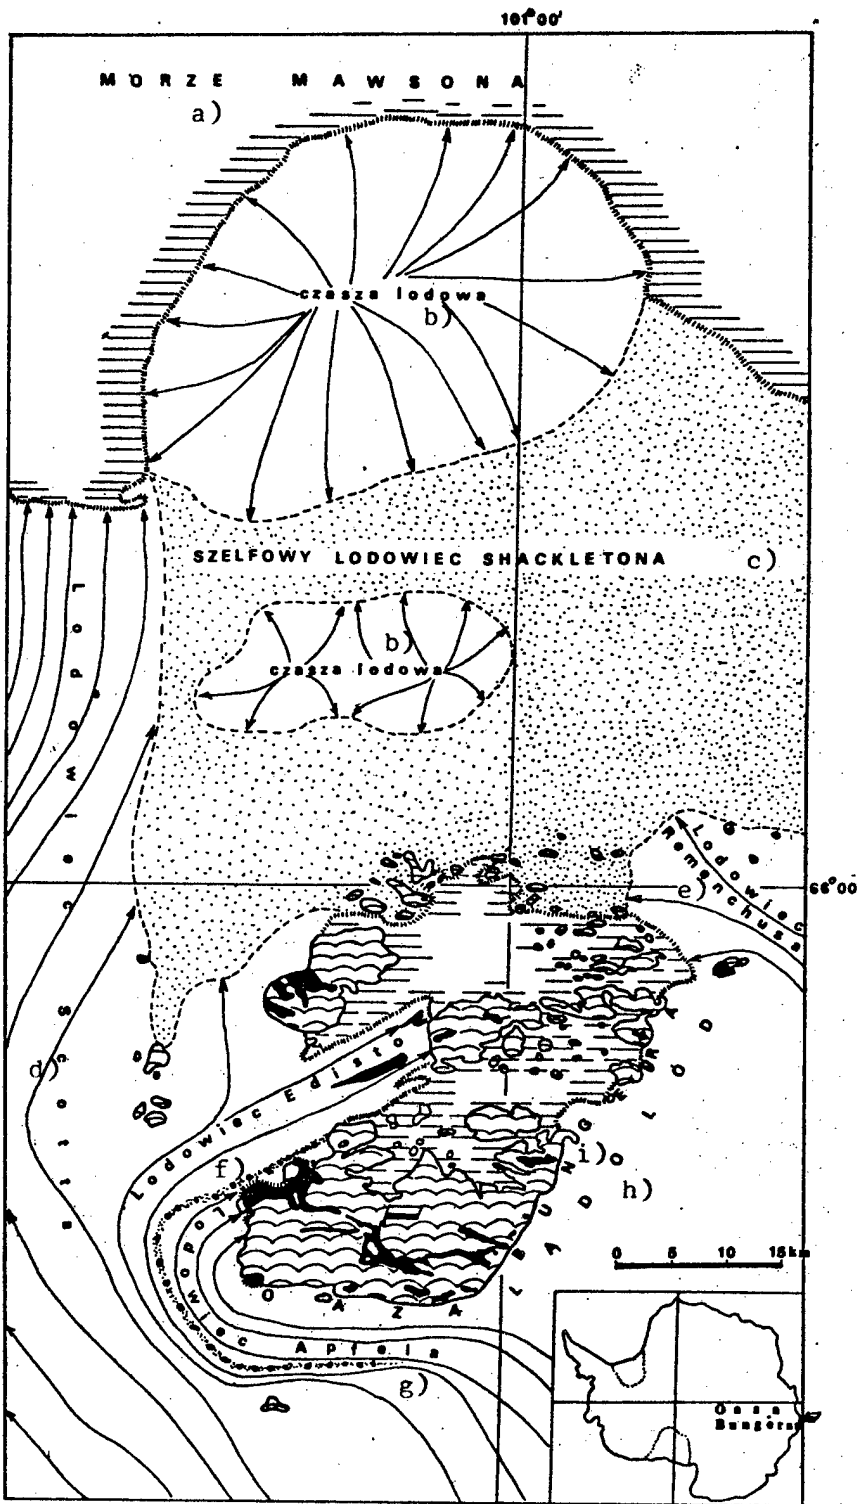 101°00'
MORZE MAWSONA
a)
czasza lodowa
b)
SZELFOWY LODOWIEC SHACKLETONA
c)
b)
czasza lodowa
Lodowiec Scotta
Lodowiec
Remenchusa
e)
66°00
d)
Lodowiec Edisto
f)
i)
h)
LĄDOLÓD
OAZA BUNGERA
0 5 10 15km
Lodowiec Apfela
g)
Oaza
Bungera